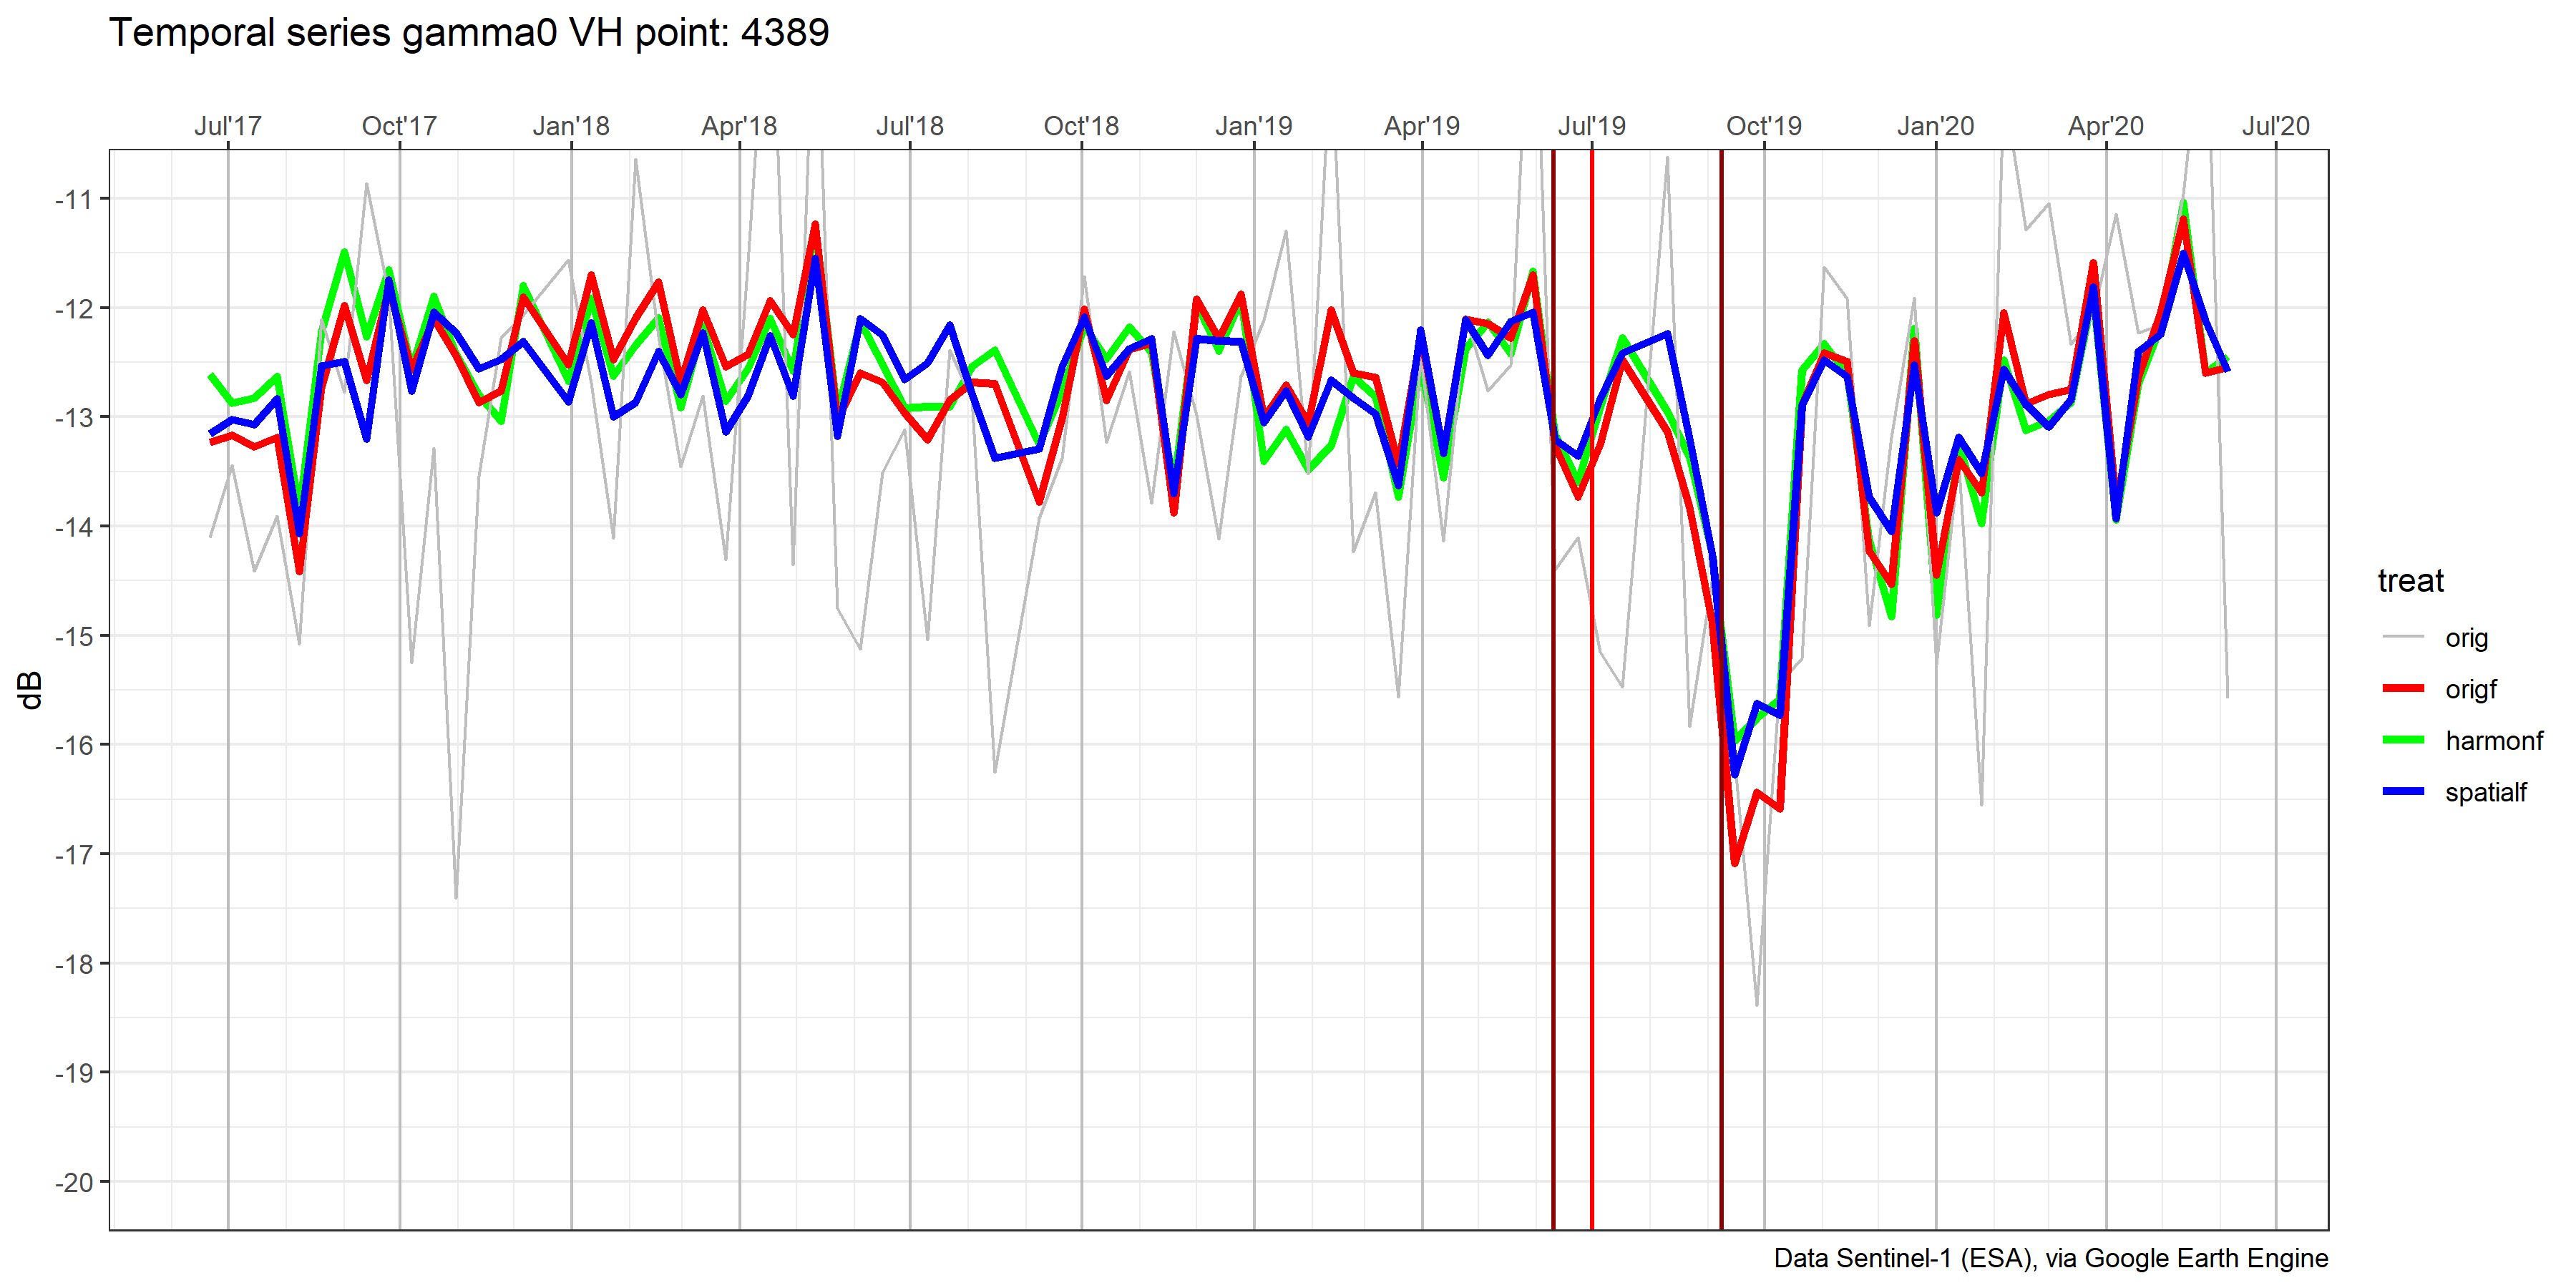 Temporal series gamma0 VH point: 4389
Jul'17 Oct'17 Jan'18 Apr'18 Jul'18 Oct'18 Jan'19 Apr'19 Jul'19 Oct'19 Jan'20 Apr'20 Jul'20
-11
-12
-13
-14
-15
-16
-17
-18
-19
-20
dB
treat
orig
origf
harmonf
spatialf
Data Sentinel-1 (ESA), via Google Earth Engine